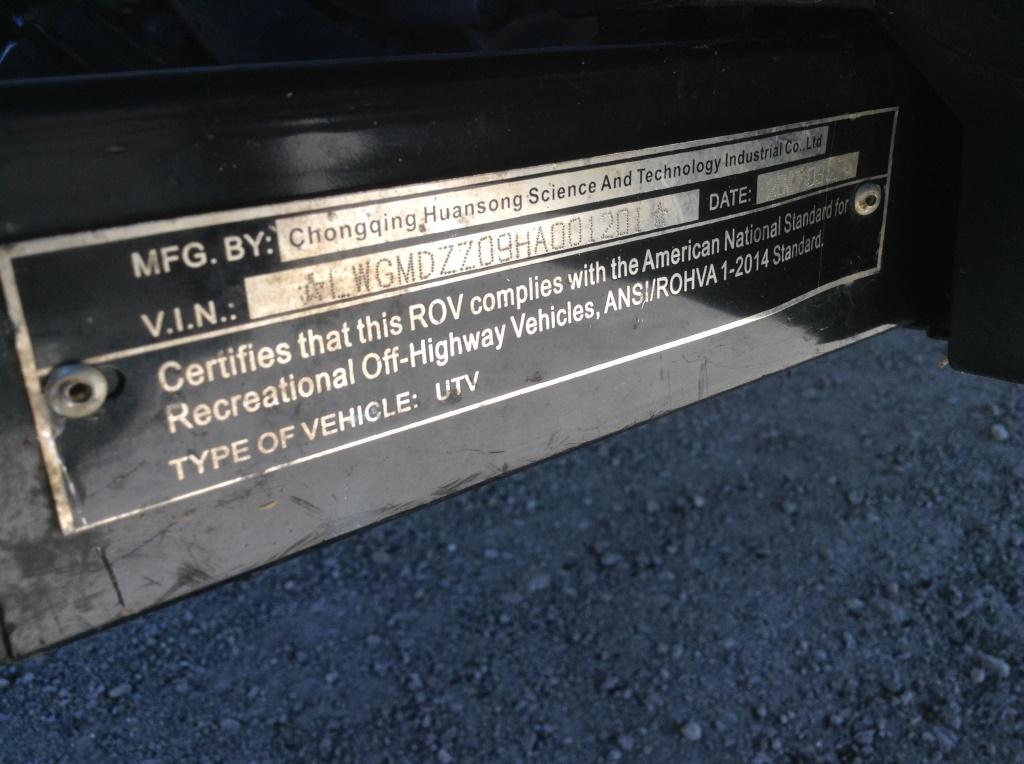 MFG. BY: Chongqing Huansong Science And Technology Industrial Co.,Ltd
V.I.N.: ☆LWGMDZZ09HA001201☆ DATE:
Certifies that this ROV complies with the American National Standard for
Recreational Off-Highway Vehicles, ANSI/ROHVA 1-2014 Standard.
TYPE OF VEHICLE: UTV